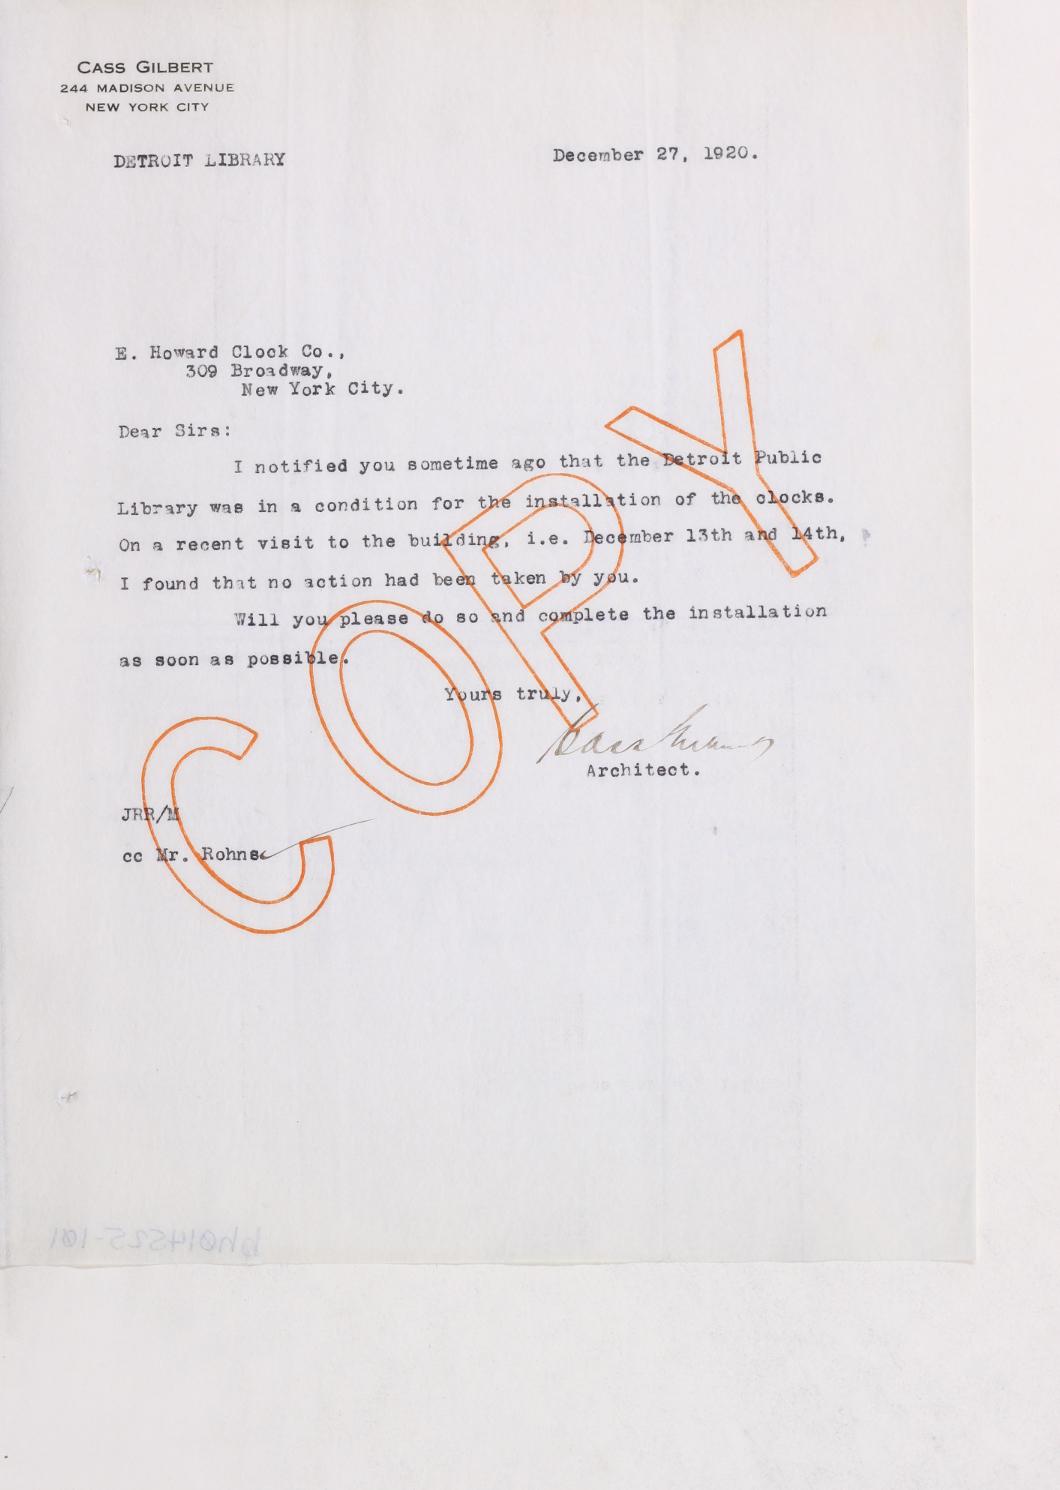 CASS GILBERT
244 MADISON AVENUE
NEW YORK CITY
DETROIT LIBRARY
December 27, 1920.
E. Howard Clock Co.,
309 Broadway,
New York City.
Dear Sirs:
I notified you sometime ago that the Detroit Public
Library was in a condition for the installation of the clocks.
On a recent visit to the building, i.e. December 13th and 14th,
I found that no action had been taken by you.
Will you please do so and complete the installation
as soon as possible.
Yours truly,
Cass Gilbert
Architect.
JRR/M
cc Mr. Rohns
COPY
bh014525-101